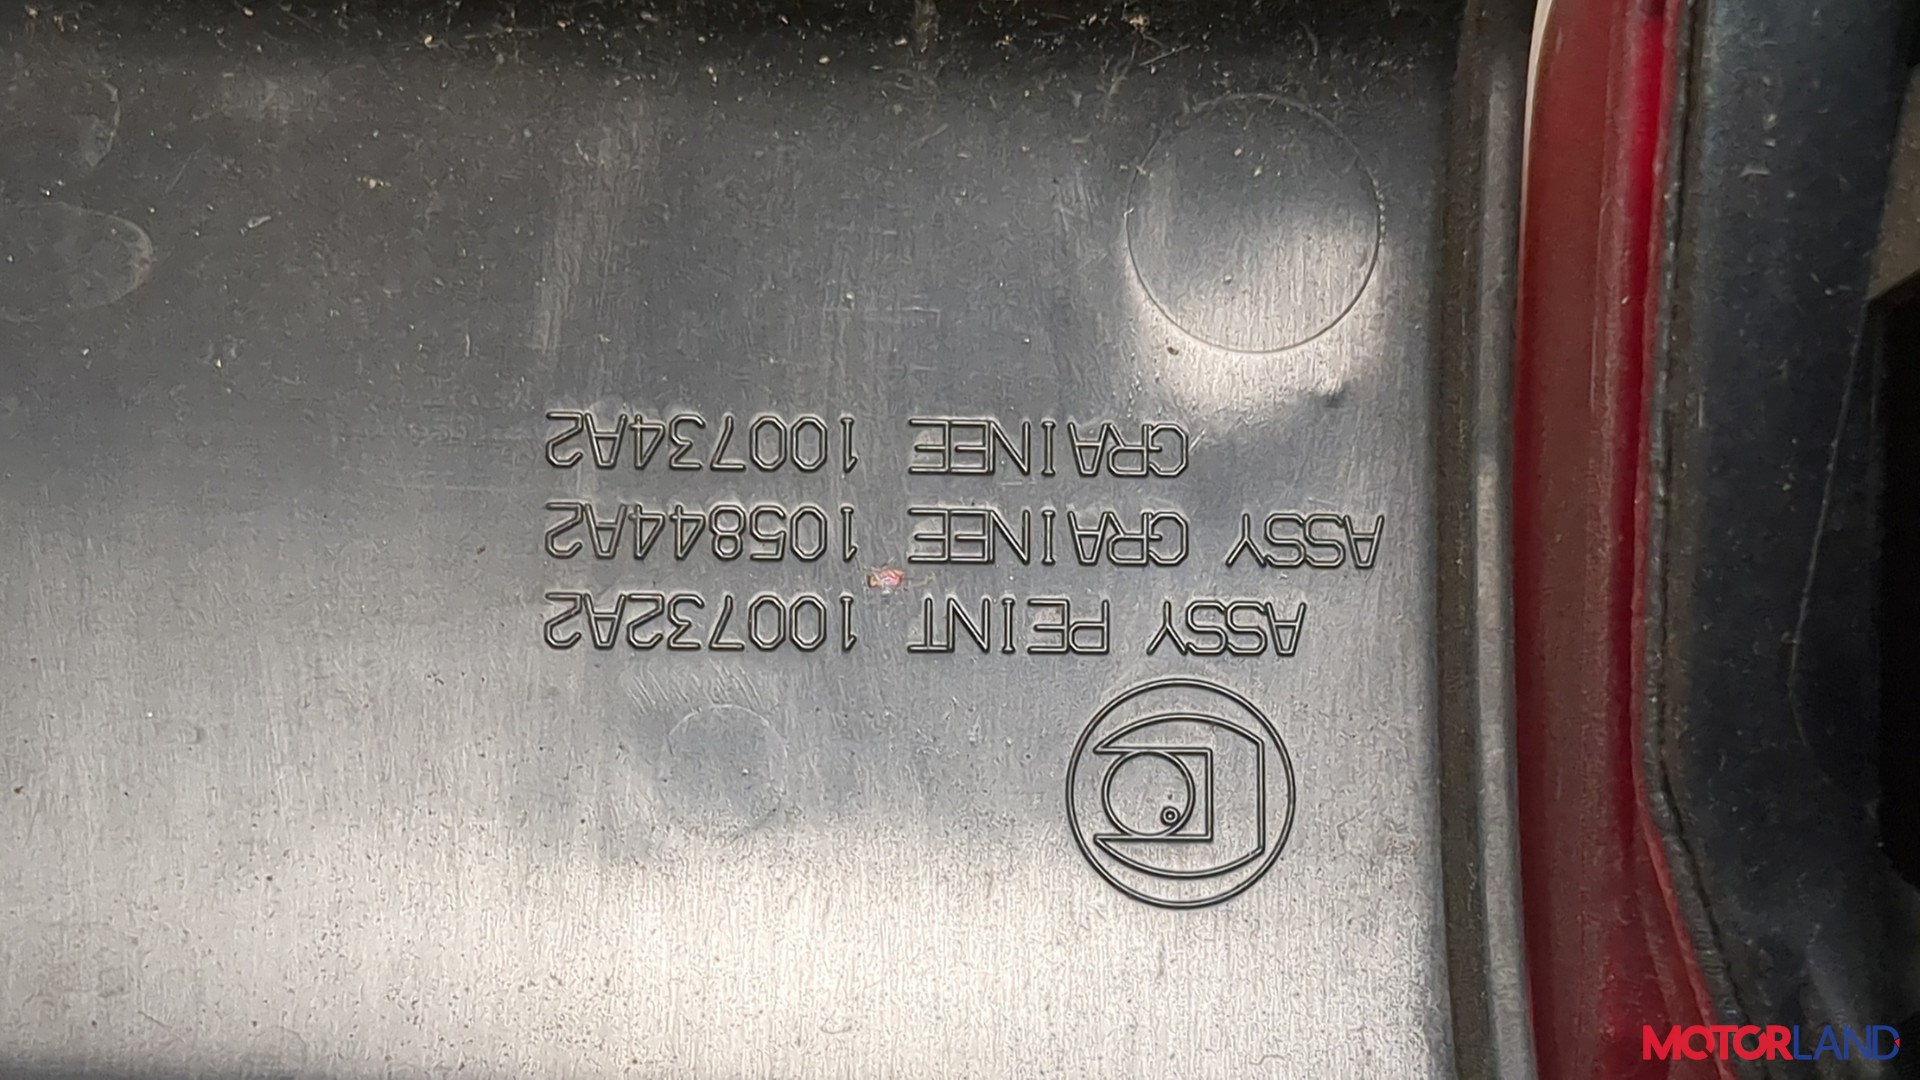 ASSY PEINT 100732A2
ASSY GRAINEE 105844A2
GRAINEE 100734A2
MOTORLAND